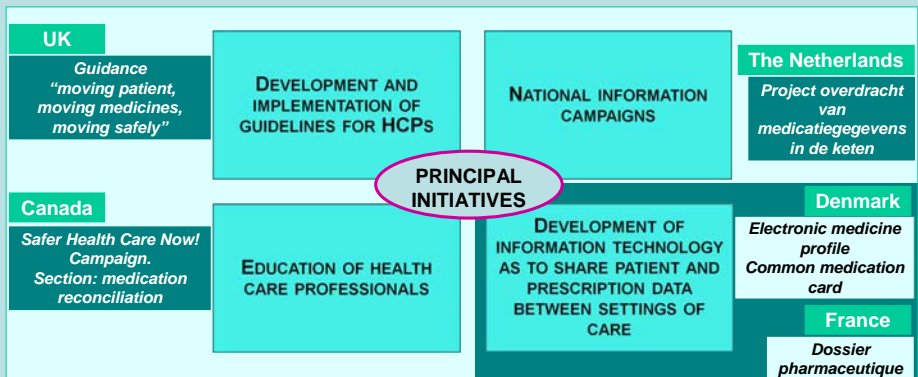 UK
Guidance
“moving patient,
moving medicines,
moving safely”
DEVELOPMENT AND
IMPLEMENTATION OF
GUIDELINES FOR HCPS
NATIONAL INFORMATION
CAMPAIGNS
The Netherlands
Project overdracht
van
medicatiegegevens
in de keten
PRINCIPAL
INITIATIVES
Canada
Safer Health Care Now!
Campaign.
Section: medication
reconciliation
EDUCATION OF HEALTH
CARE PROFESSIONALS
DEVELOPMENT OF
INFORMATION TECHNOLOGY
AS TO SHARE PATIENT AND
PRESCRIPTION DATA
BETWEEN SETTINGS OF
CARE
Denmark
Electronic medicine
profile
Common medication
card
France
Dossier
pharmaceutique